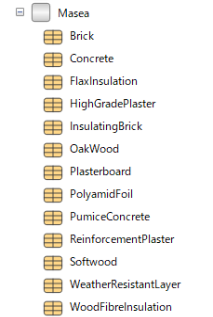 Masea
Brick
Concrete
FlaxInsulation
HighGradePlaster
InsulatingBrick
OakWood
Plasterboard
PolyamidFoil
PumiceConcrete
ReinforcementPlaster
Softwood
WeatherResistantLayer
WoodFibreInsulation